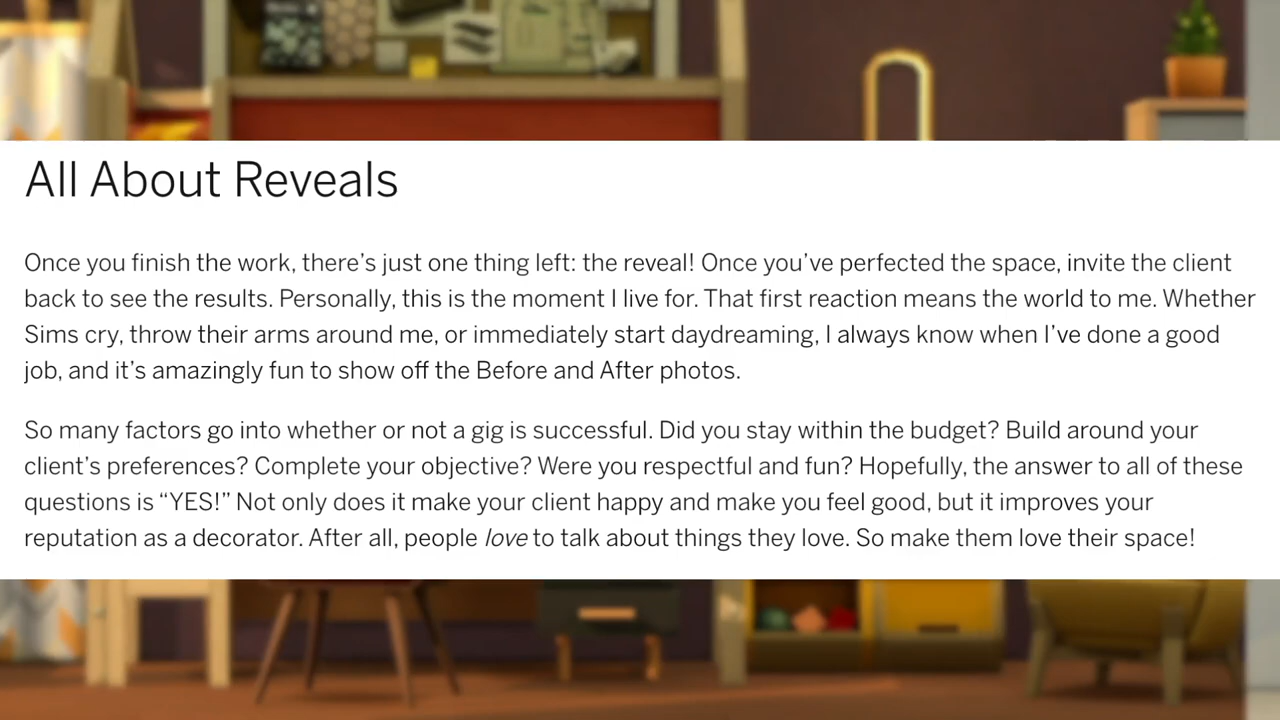 All About Reveals
Once you finish the work, there’s just one thing left: the reveal! Once you’ve perfected the space, invite the client
back to see the results. Personally, this is the moment I live for. That first reaction means the world to me. Whether
Sims cry, throw their arms around me, or immediately start daydreaming, I always know when I’ve done a good
job, and it’s amazingly fun to show off the Before and After photos.
So many factors go into whether or not a gig is successful. Did you stay within the budget? Build around your
client’s preferences? Complete your objective? Were you respectful and fun? Hopefully, the answer to all of these
questions is “YES!” Not only does it make your client happy and make you feel good, but it improves your
reputation as a decorator. After all, people love to talk about things they love. So make them love their space!